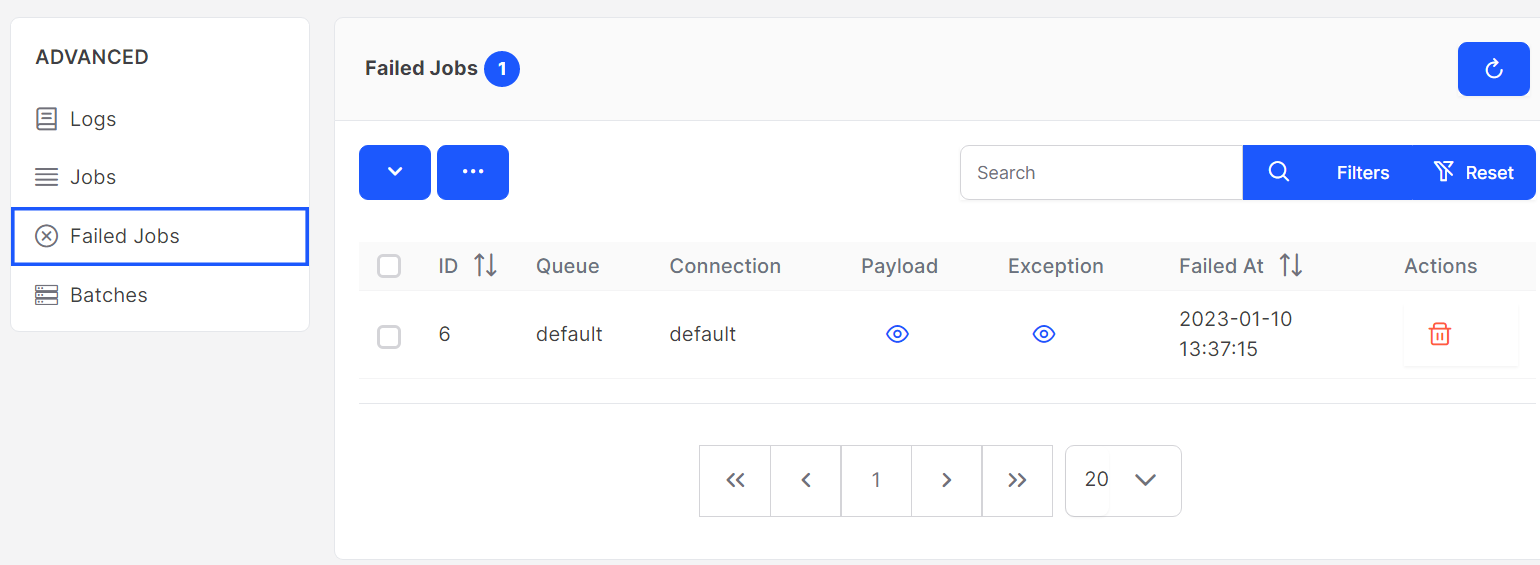 ADVANCED
Logs
Jobs
Failed Jobs
Batches
Failed Jobs 1
Search
Filters
Reset
ID Queue Connection Payload Exception Failed At Actions
6 default default 2023-01-10
13:37:15
1
20